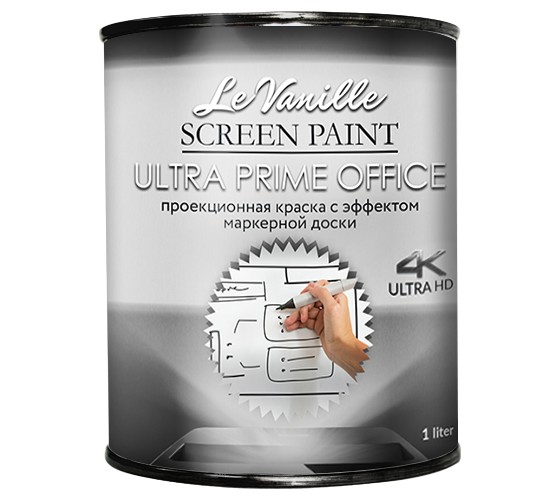 Le Vanille
SCREEN PAINT
ULTRA PRIME OFFICE
проекционная краска с эффектом
маркерной доски
4K
ULTRA HD
1 liter